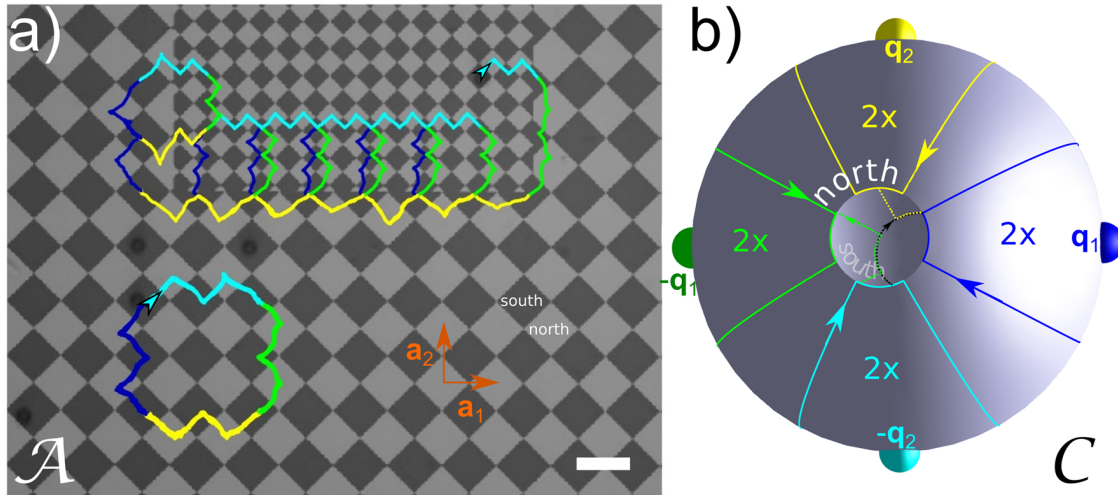 a)
south
north
a₂
a₁
𝒜
b)
q₂
2x
north
2x
2x
q₁
-q₁
south
2x
-q₂
C